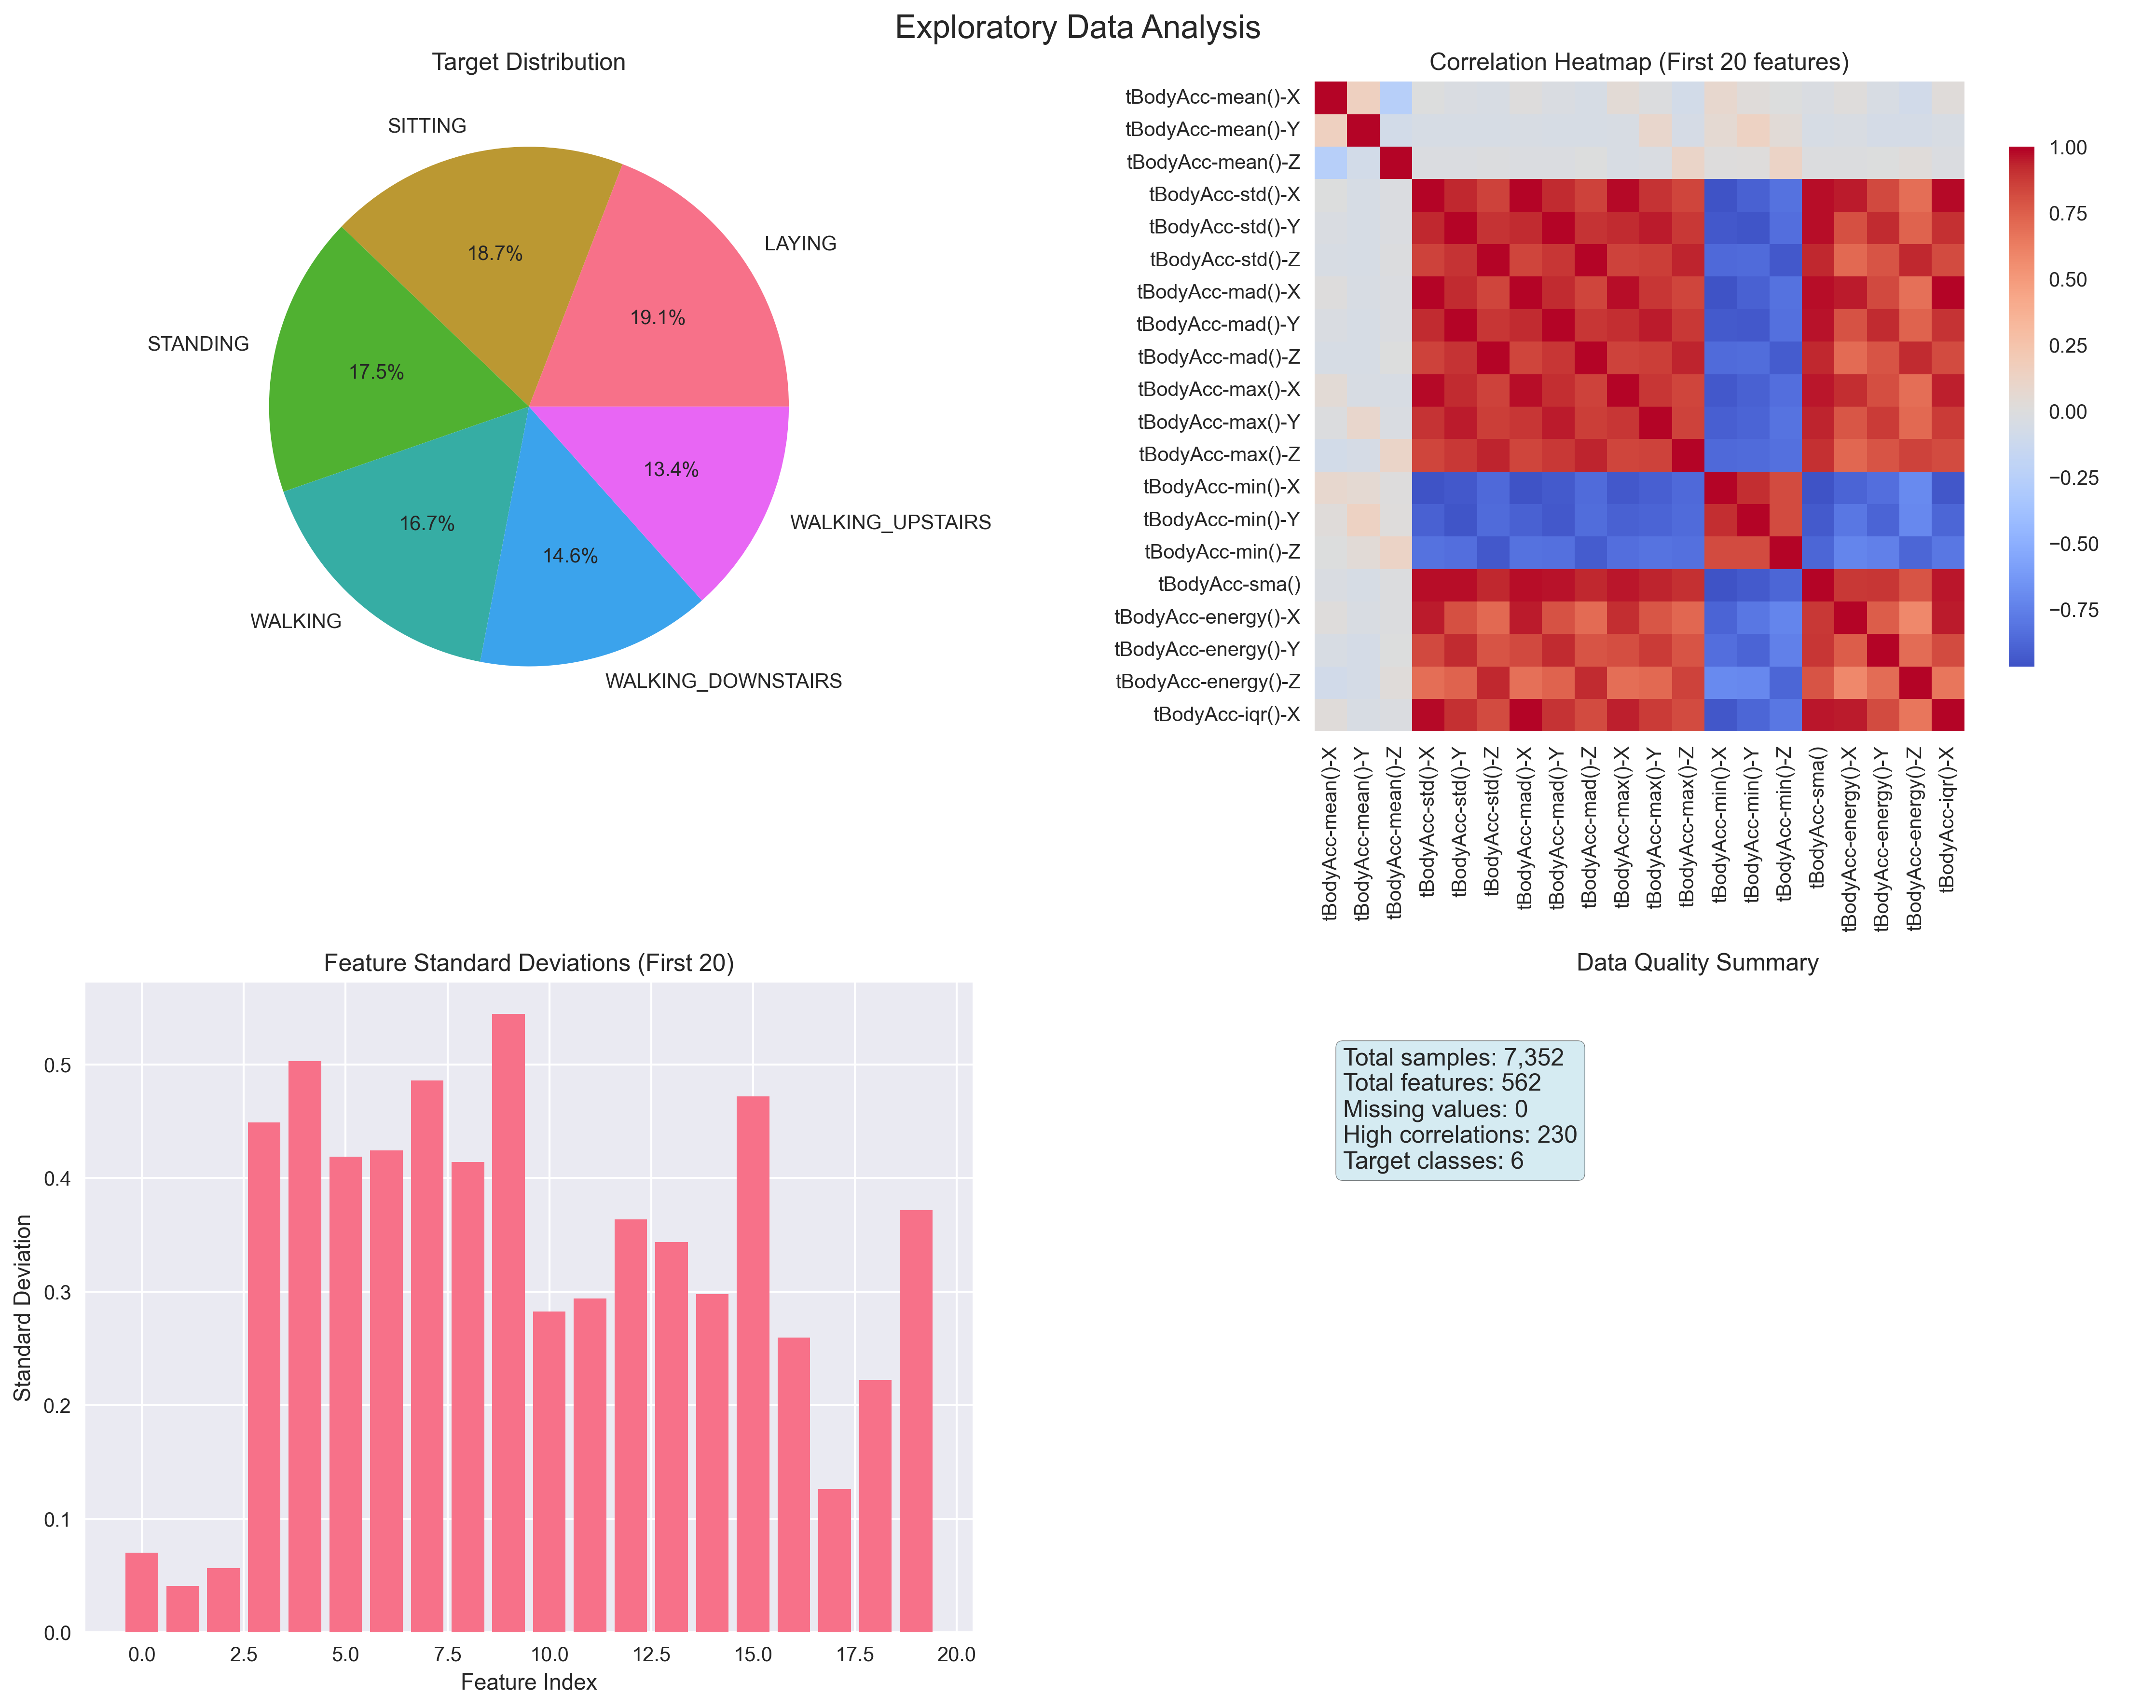 Exploratory Data Analysis
Target Distribution
SITTING
LAYING
STANDING
WALKING
WALKING_DOWNSTAIRS
WALKING_UPSTAIRS
18.7%
19.1%
17.5%
16.7%
14.6%
13.4%
Correlation Heatmap (First 20 features)
tBodyAcc-mean()-X
tBodyAcc-mean()-Y
tBodyAcc-mean()-Z
tBodyAcc-std()-X
tBodyAcc-std()-Y
tBodyAcc-std()-Z
tBodyAcc-mad()-X
tBodyAcc-mad()-Y
tBodyAcc-mad()-Z
tBodyAcc-max()-X
tBodyAcc-max()-Y
tBodyAcc-max()-Z
tBodyAcc-min()-X
tBodyAcc-min()-Y
tBodyAcc-min()-Z
tBodyAcc-sma()
tBodyAcc-energy()-X
tBodyAcc-energy()-Y
tBodyAcc-energy()-Z
tBodyAcc-iqr()-X
tBodyAcc-mean()-X
tBodyAcc-mean()-Y
tBodyAcc-mean()-Z
tBodyAcc-std()-X
tBodyAcc-std()-Y
tBodyAcc-std()-Z
tBodyAcc-mad()-X
tBodyAcc-mad()-Y
tBodyAcc-mad()-Z
tBodyAcc-max()-X
tBodyAcc-max()-Y
tBodyAcc-max()-Z
tBodyAcc-min()-X
tBodyAcc-min()-Y
tBodyAcc-min()-Z
tBodyAcc-sma()
tBodyAcc-energy()-X
tBodyAcc-energy()-Y
tBodyAcc-energy()-Z
tBodyAcc-iqr()-X
1.00
0.75
0.50
0.25
0.00
−0.25
−0.50
−0.75
Feature Standard Deviations (First 20)
Standard Deviation
0.5
0.4
0.3
0.2
0.1
0.0
0.0 2.5 5.0 7.5 10.0 12.5 15.0 17.5 20.0
Feature Index
Data Quality Summary
Total samples: 7,352
Total features: 562
Missing values: 0
High correlations: 230
Target classes: 6